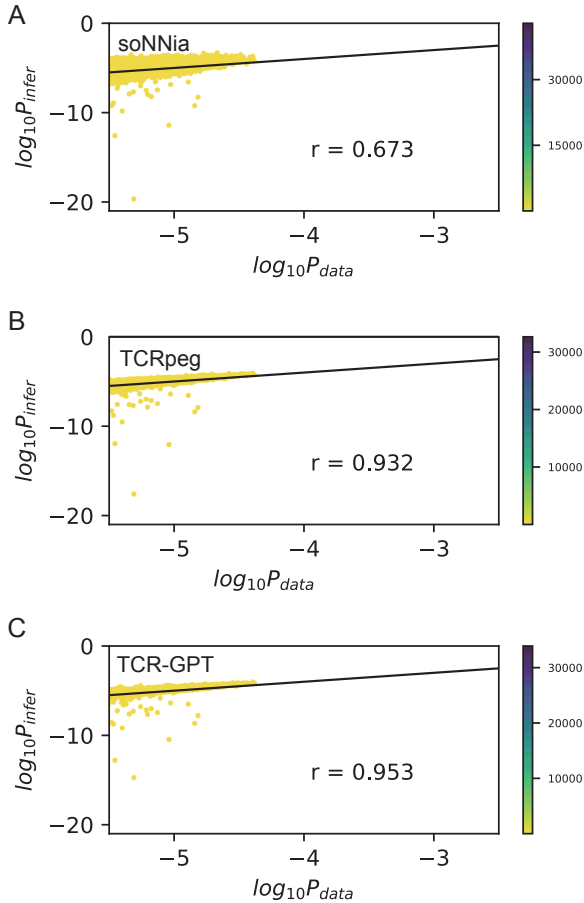 A
soNNia
0
−10
−20
log10Pinfer
r = 0.673
−5
−4
−3
log10Pdata
30000
15000
B
TCRpeg
0
−10
−20
log10Pinfer
r = 0.932
−5
−4
−3
log10Pdata
30000
20000
10000
C
TCR-GPT
0
−10
−20
log10Pinfer
r = 0.953
−5
−4
−3
log10Pdata
30000
20000
10000